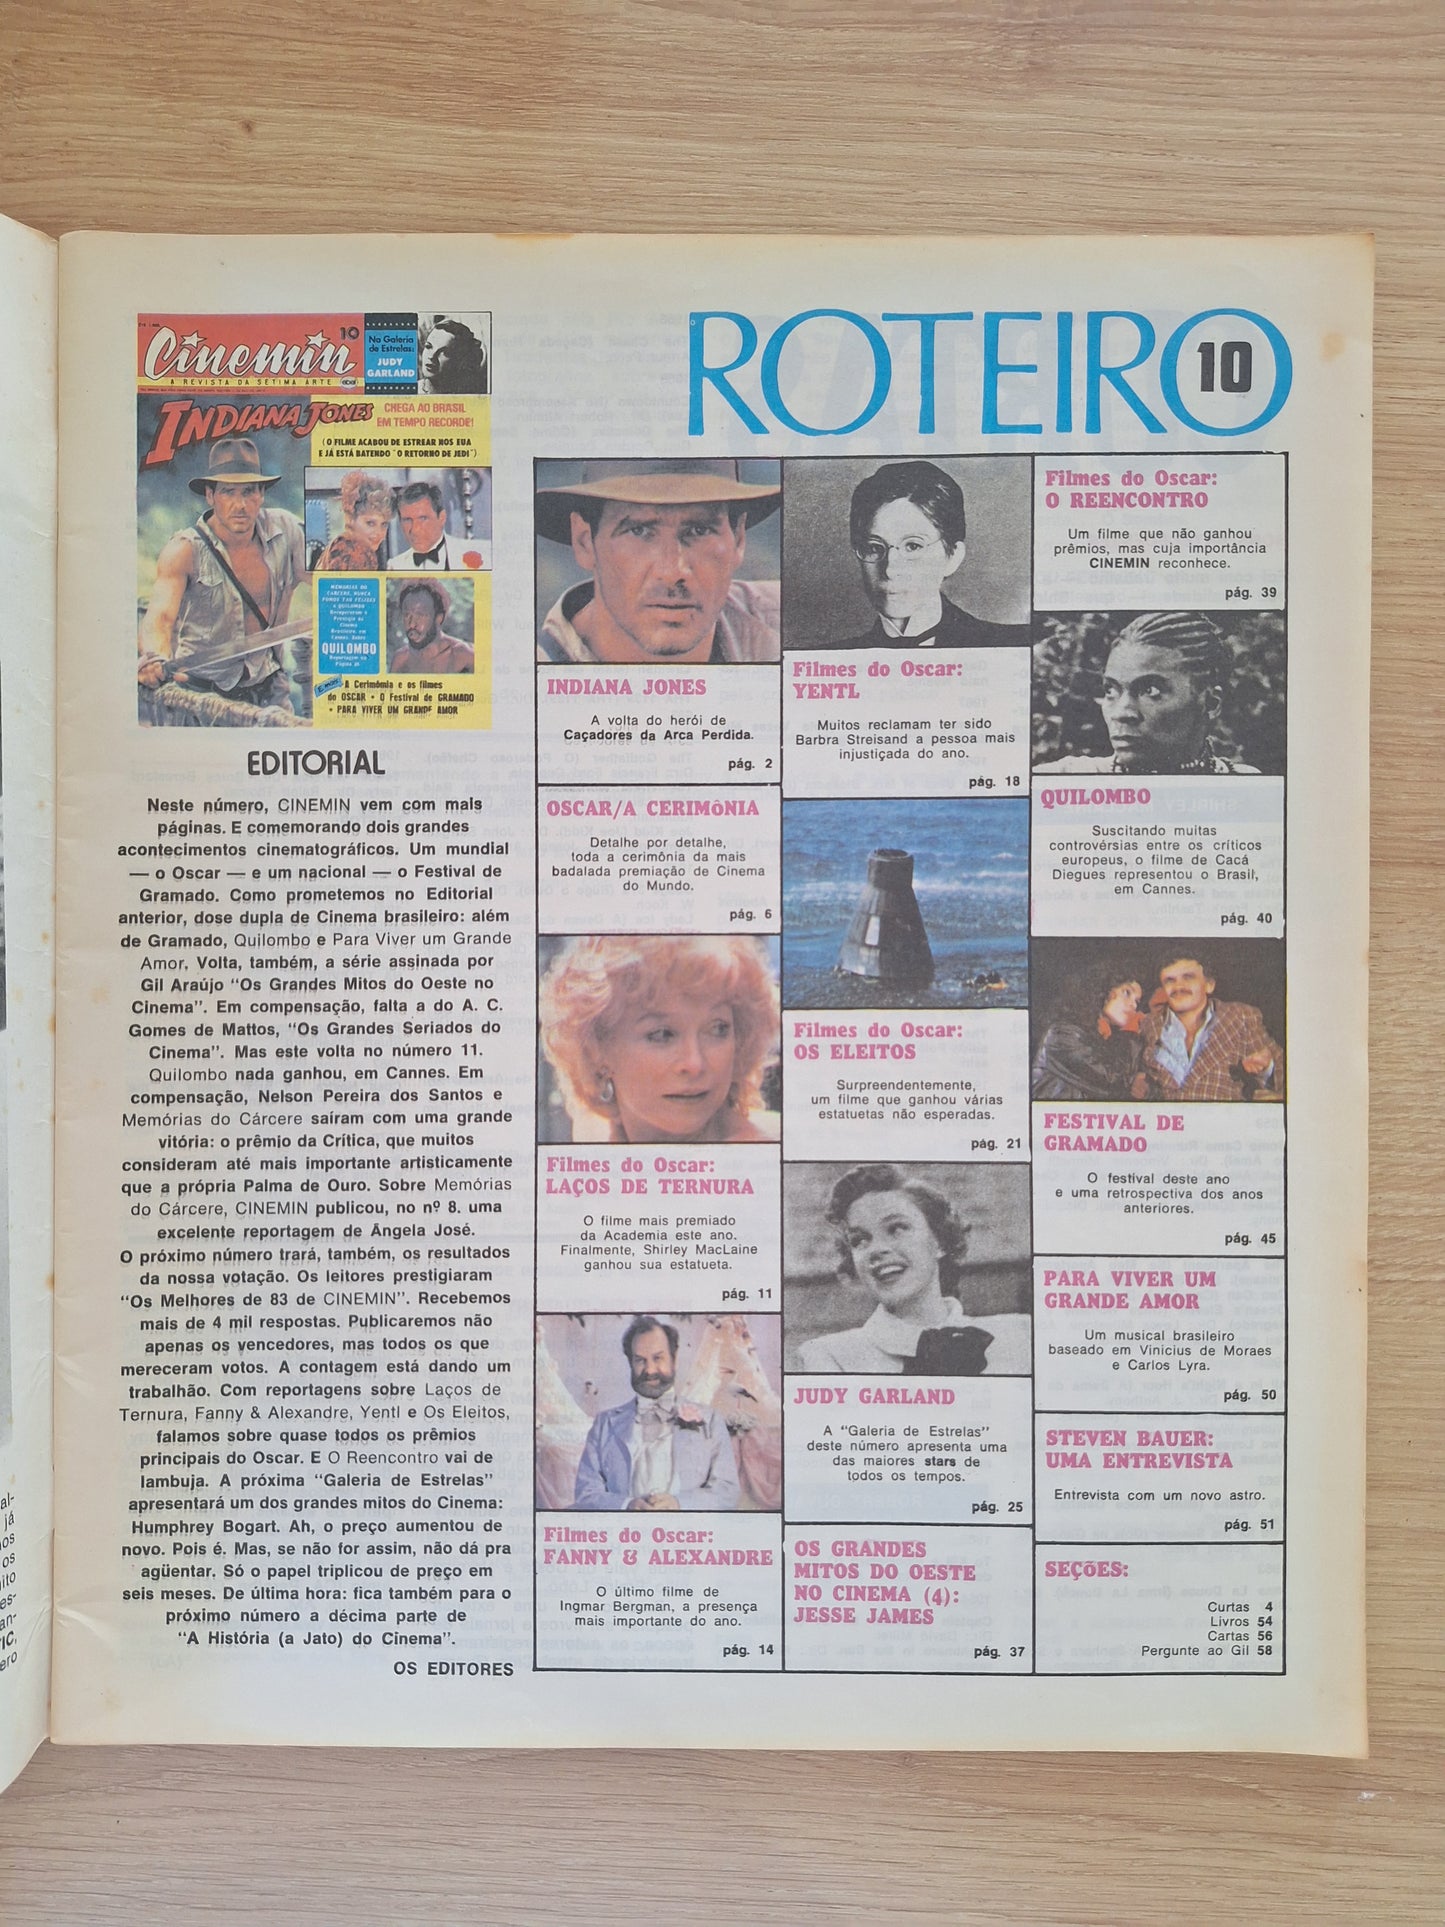 Cinemin
10
A REVISTA DA SÉTIMA ARTE
Na Galeria
de Estrelas:
JUDY
GARLAND
INDIANA JONES
CHEGA AO BRASIL
EM TEMPO RECORDE!
(O FILME ACABOU DE ESTREAR NOS EUA
E JÁ ESTÁ BATENDO "O RETORNO DE JEDI")
MEMÓRIAS DO
CÁRCERE, NUNCA
FOMOS TÃO FELIZES
e QUILOMBO
Recuperaram o
Prestígio do
Cinema
Brasileiro em
Cannes. Sobre
QUILOMBO
Reportagem na
E MAIS:
A Cerimômia e os filmes
do OSCAR • O Festival de GRAMADO
• PARA VIVER UM GRANDE AMOR
ROTEIRO
10
EDITORIAL
Neste número, CINEMIN vem com mais
páginas. E comemorando dois grandes
acontecimentos cinematográficos. Um mundial
— o Oscar — e um nacional — o Festival de
Gramado. Como prometemos no Editorial
anterior, dose dupla de Cinema brasileiro: além
de Gramado, Quilombo e Para Viver um Grande
Amor. Volta, também, a série assinada por
Gil Araújo "Os Grandes Mitos do Oeste no
Cinema". Em compensação, falta a do A. C.
Gomes de Mattos, "Os Grandes Seriados do
Cinema". Mas este volta no número 11.
Quilombo nada ganhou, em Cannes. Em
compensação, Nelson Pereira dos Santos e
Memórias do Cárcere saíram com uma grande
vitória: o prêmio da Crítica, que muitos
consideram até mais importante artisticamente
que a própria Palma de Ouro. Sobre Memórias
do Cárcere, CINEMIN publicou, no nº 8. uma
excelente reportagem de Ângela José.
O próximo número trará, também, os resultados
da nossa votação. Os leitores prestigiaram
"Os Melhores de 83 de CINEMIN". Recebemos
mais de 4 mil respostas. Publicaremos não
apenas os vencedores, mas todos os que
mereceram votos. A contagem está dando um
trabalhão. Com reportagens sobre Laços de
Ternura, Fanny & Alexandre, Yentl e Os Eleitos,
falamos sobre quase todos os prêmios
principais do Oscar. E O Reencontro vai de
lambuja. A próxima "Galeria de Estrelas"
apresentará um dos grandes mitos do Cinema:
Humphrey Bogart. Ah, o preço aumentou de
novo. Pois é. Mas, se não for assim, não dá pra
agüentar. Só o papel triplicou de preço em
seis meses. De última hora: fica também para o
próximo número a décima parte de
"A História (a Jato) do Cinema".
OS EDITORES
INDIANA JONES
A volta do herói de
Caçadores da Arca Perdida.
pág. 2
OSCAR/A CERIMÔNIA
Detalhe por detalhe,
toda a cerimônia da mais
badalada premiação de Cinema
do Mundo.
pág. 6
Filmes do Oscar:
LAÇOS DE TERNURA
O filme mais premiado
da Academia este ano.
Finalmente, Shirley MacLaine
ganhou sua estatueta.
pág. 11
Filmes do Oscar:
FANNY & ALEXANDRE
O último filme de
Ingmar Bergman, a presença
mais importante do ano.
pág. 14
Filmes do Oscar:
YENTL
Muitos reclamam ter sido
Barbra Streisand a pessoa mais
injustiçada do ano.
pág. 18
Filmes do Oscar:
OS ELEITOS
Surpreendentemente,
um filme que ganhou várias
estatuetas não esperadas.
pág. 21
JUDY GARLAND
A "Galeria de Estrelas"
deste número apresenta uma
das maiores stars de
todos os tempos.
pág. 25
OS GRANDES
MITOS DO OESTE
NO CINEMA (4):
JESSE JAMES
pág. 37
Filmes do Oscar:
O REENCONTRO
Um filme que não ganhou
prêmios, mas cuja importância
CINEMIN reconhece.
pág. 39
QUILOMBO
Suscitando muitas
controvérsias entre os críticos
europeus, o filme de Cacá
Diegues representou o Brasil,
em Cannes.
pág. 40
FESTIVAL DE
GRAMADO
O festival deste ano
e uma retrospectiva dos anos
anteriores.
pág. 45
PARA VIVER UM
GRANDE AMOR
Um musical brasileiro
baseado em Vinícius de Moraes
e Carlos Lyra.
pág. 50
STEVEN BAUER:
UMA ENTREVISTA
Entrevista com um novo astro.
pág. 51
SEÇÕES:
Curtas 4
Livros 54
Cartas 56
Pergunte ao Gil 58